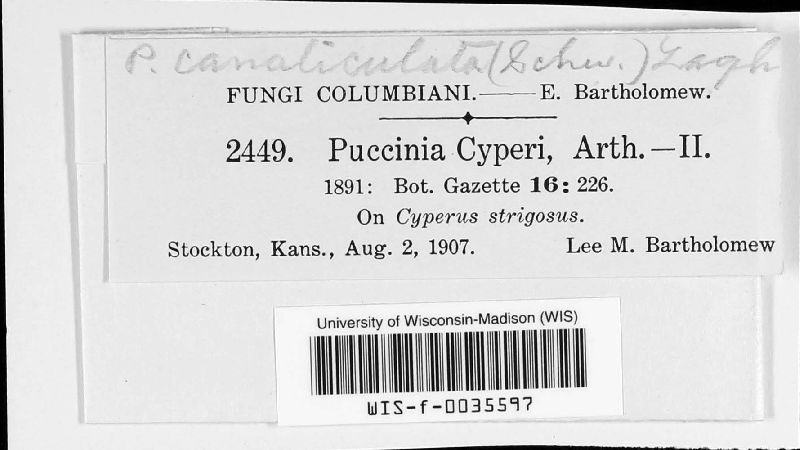 P. canaliculata (Schw.) Lagh
FUNGI COLUMBIANI.——E. Bartholomew.
2449. Puccinia Cyperi, Arth.—II.
1891: Bot. Gazette 16: 226.
On Cyperus strigosus.
Stockton, Kans., Aug. 2, 1907. Lee M. Bartholomew
University of Wisconsin-Madison (WIS)
WIS-f-0035597